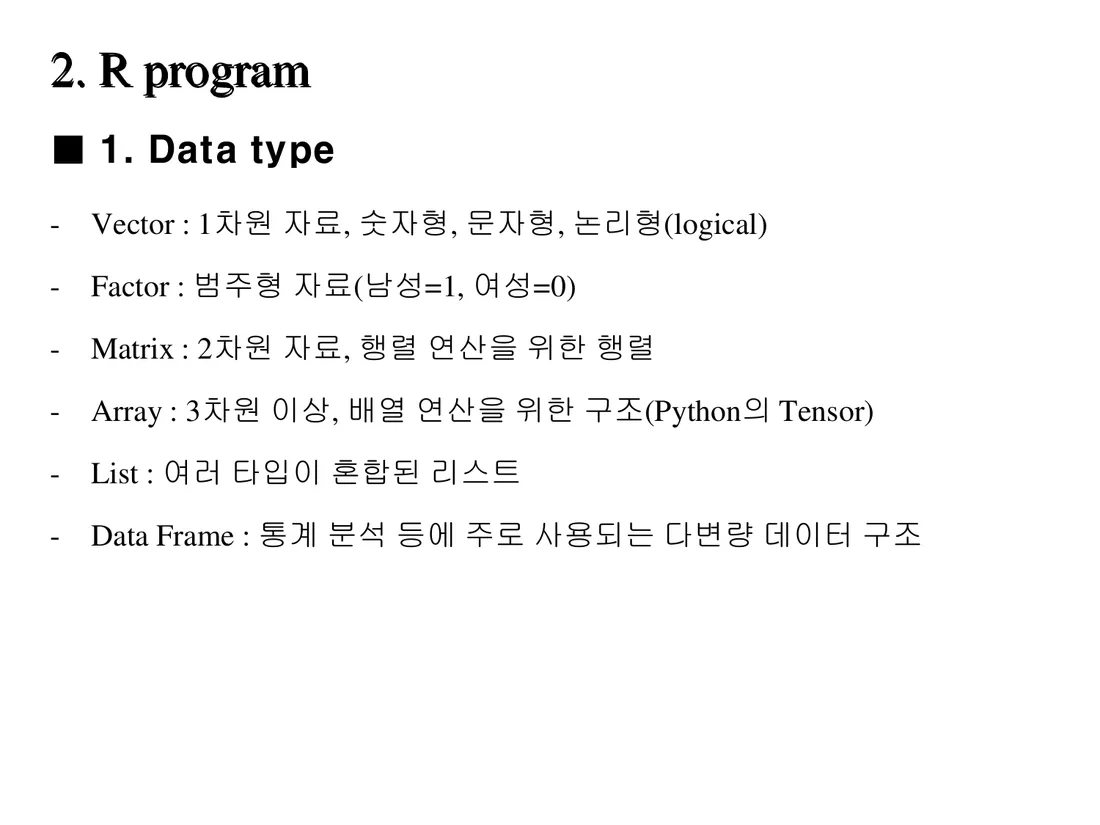 2. R program
■ 1. Data type
- Vector : 1차원 자료, 숫자형, 문자형, 논리형(logical)
- Factor : 범주형 자료(남성=1, 여성=0)
- Matrix : 2차원 자료, 행렬 연산을 위한 행렬
- Array : 3차원 이상, 배열 연산을 위한 구조(Python의 Tensor)
- List : 여러 타입이 혼합된 리스트
- Data Frame : 통계 분석 등에 주로 사용되는 다변량 데이터 구조